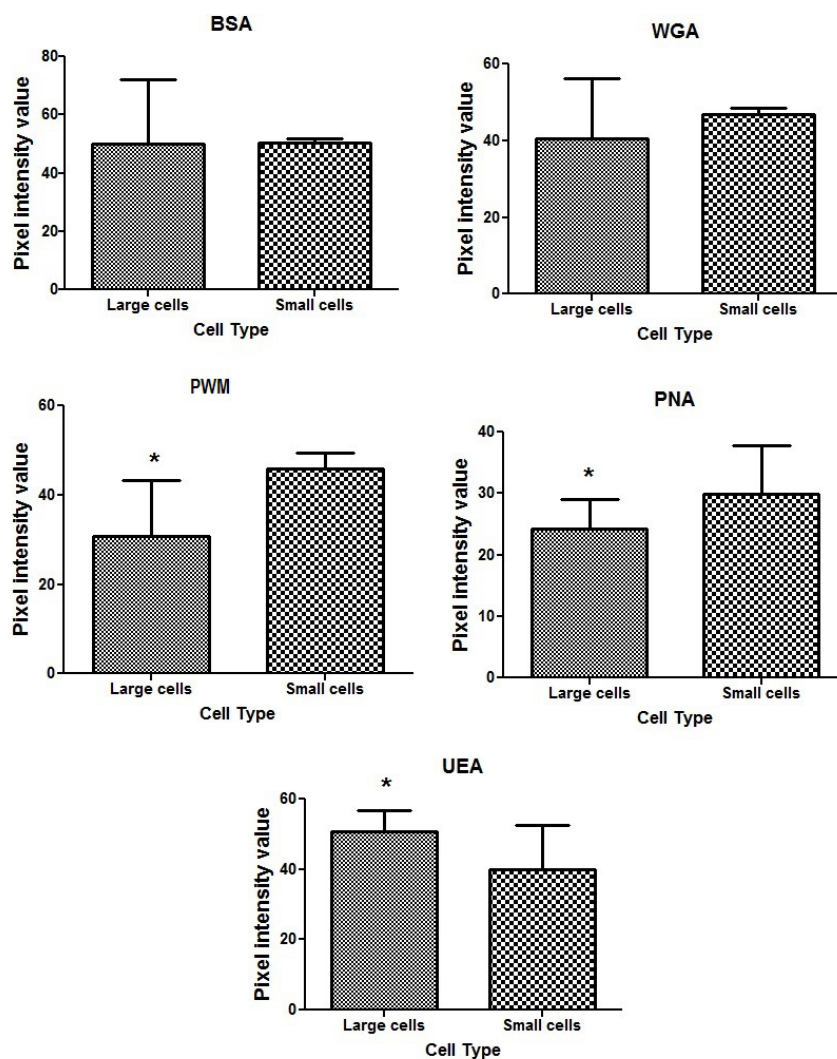 BSA
Pixel intensity value
80
60
40
20
0
Large cells
Small cells
Cell Type
WGA
Pixel intensity value
60
40
20
0
Large cells
Small cells
Cell Type
PWM
Pixel intensity value
60
40
20
0
*
Large cells
Small cells
Cell Type
PNA
Pixel intensity value
40
30
20
10
0
*
Large cells
Small cells
Cell Type
UEA
Pixel intensity value
60
40
20
0
*
Large cells
Small cells
Cell Type